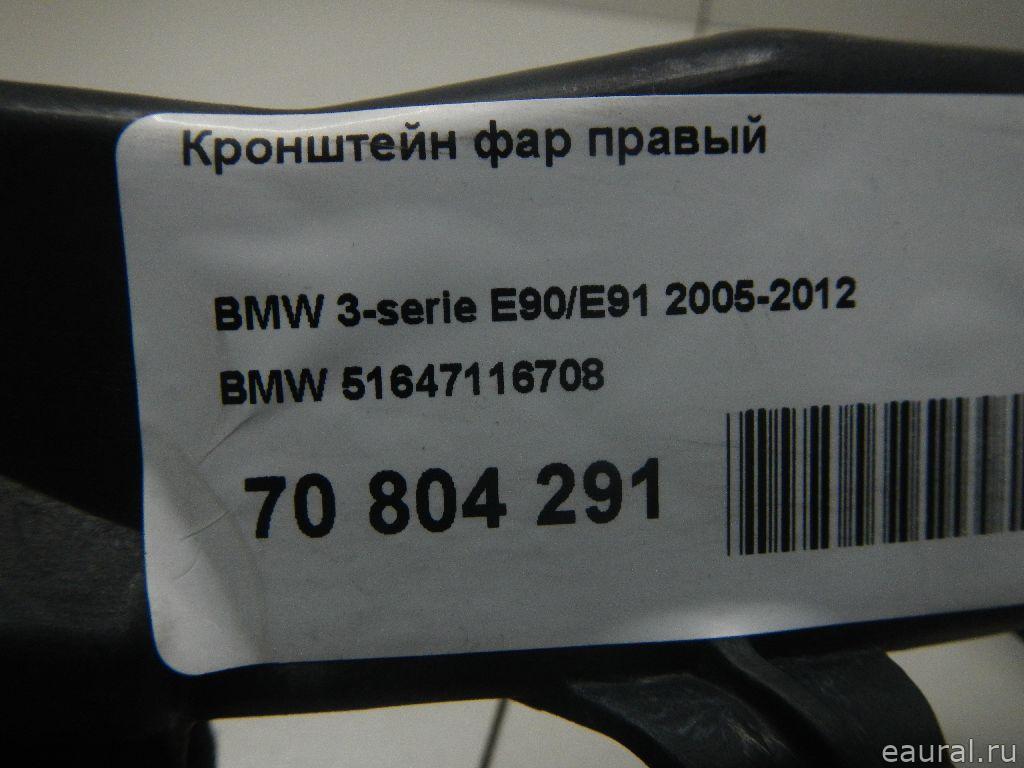 Кронштейн фар правый
BMW 3-serie E90/E91 2005-2012
BMW 51647116708
70 804 291
eaural.ru